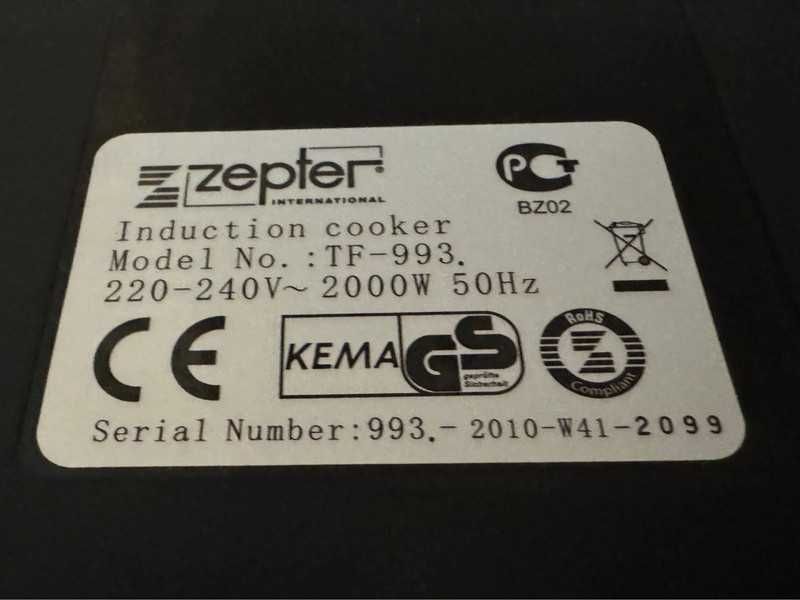 zepter
INTERNATIONAL
PCT
BZ02
Induction cooker
Model No.:TF-993.
220-240V~ 2000W 50Hz
CE
KEMA
GS
geprüfte
Sicherheit
RoHS
Compliant
Serial Number:993.- 2010-W41-2099